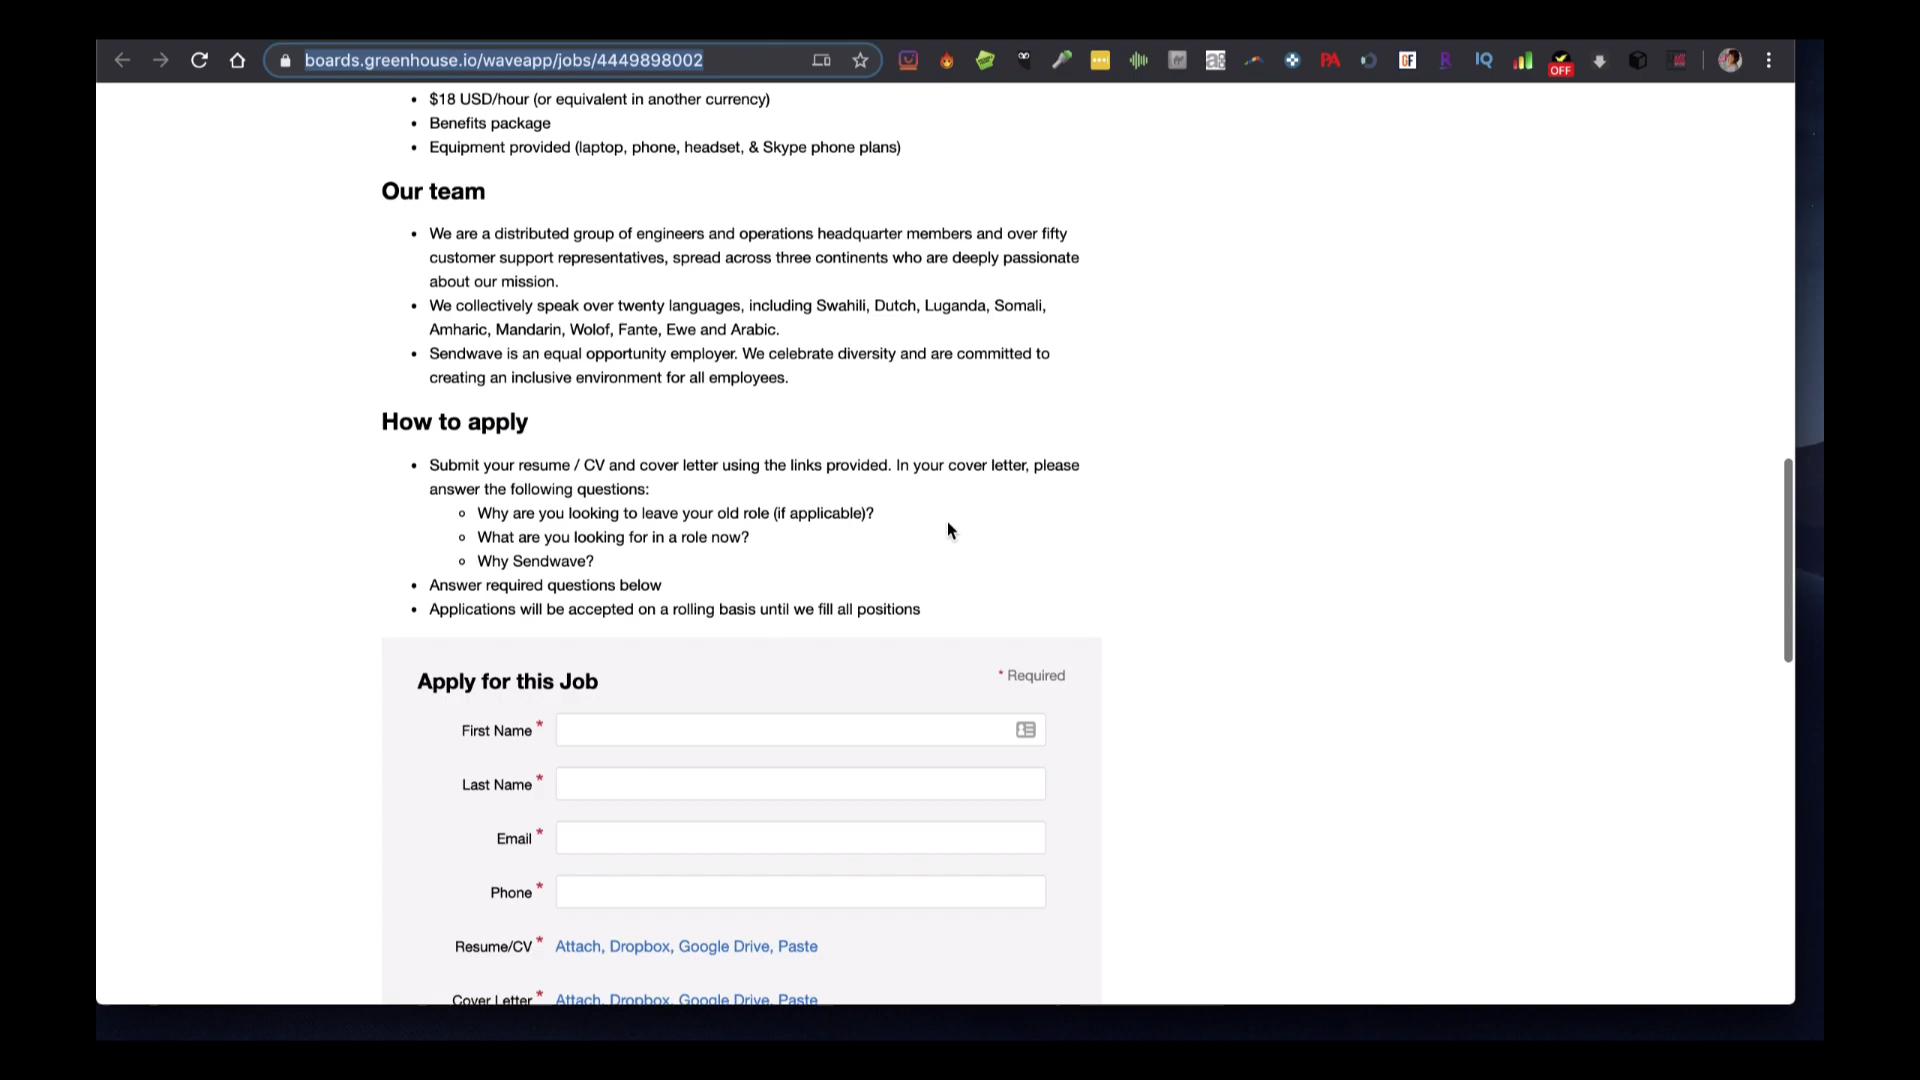 boards.greenhouse.io/waveapp/jobs/4449898002
PA
GF
R
IQ
OFF
$18 USD/hour (or equivalent in another currency)
Benefits package
Equipment provided (laptop, phone, headset, & Skype phone plans)
Our team
We are a distributed group of engineers and operations headquarter members and over fifty
customer support representatives, spread across three continents who are deeply passionate
about our mission.
We collectively speak over twenty languages, including Swahili, Dutch, Luganda, Somali,
Amharic, Mandarin, Wolof, Fante, Ewe and Arabic.
Sendwave is an equal opportunity employer. We celebrate diversity and are committed to
creating an inclusive environment for all employees.
How to apply
Submit your resume / CV and cover letter using the links provided. In your cover letter, please
answer the following questions:
Why are you looking to leave your old role (if applicable)?
What are you looking for in a role now?
Why Sendwave?
Answer required questions below
Applications will be accepted on a rolling basis until we fill all positions
Apply for this Job
* Required
First Name *
Last Name *
Email *
Phone *
Resume/CV * Attach, Dropbox, Google Drive, Paste
Cover Letter * Attach, Dropbox, Google Drive, Paste